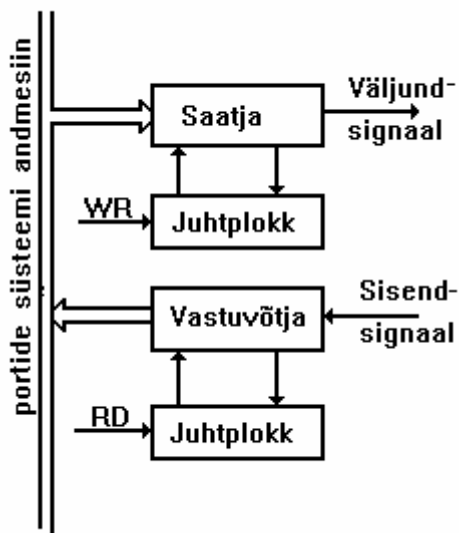 portide süsteemi andmesiin
Saatja
Väljund-
signaal
WR
Juhtplokk
Vastuvõtja
Sisend-
signaal
RD
Juhtplokk